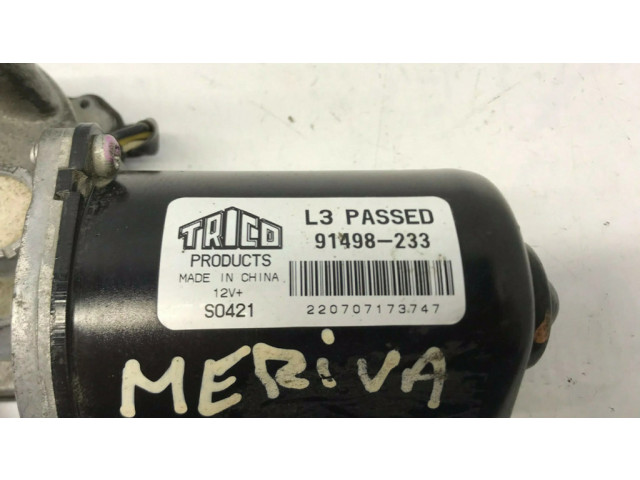 TRICO
PRODUCTS
MADE IN CHINA
12V+
S0421
L3 PASSED
91498-233
220707173747
MERiVA